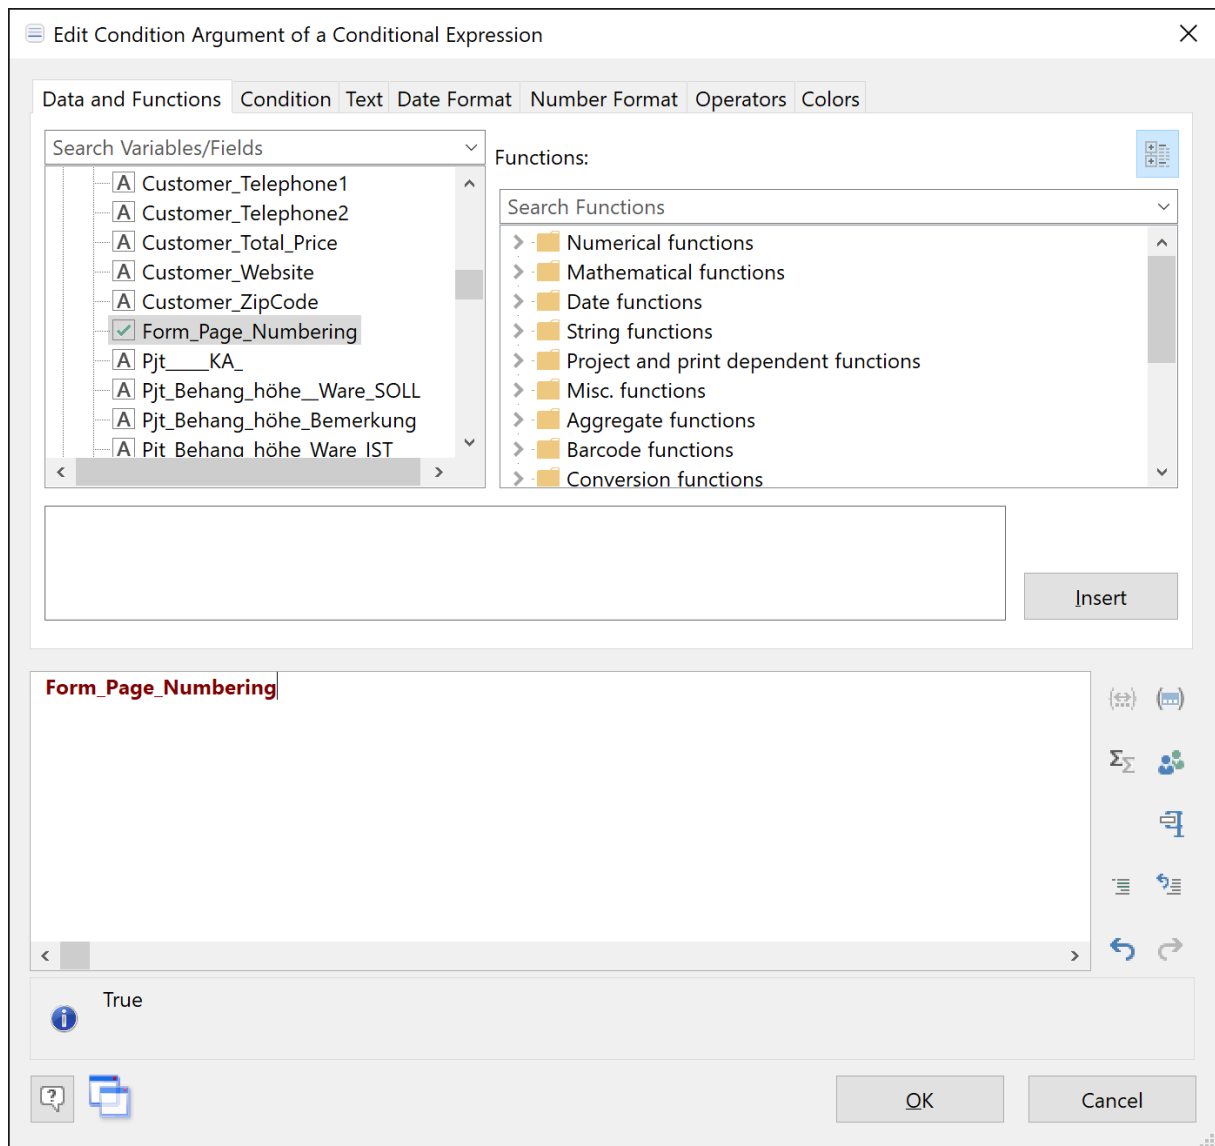 Edit Condition Argument of a Conditional Expression
Data and Functions Condition Text Date Format Number Format Operators Colors
Search Variables/Fields
A Customer_Telephone1
A Customer_Telephone2
A Customer_Total_Price
A Customer_Website
A Customer_ZipCode
Form_Page_Numbering
A Pjt_____KA_
A Pjt_Behang_höhe__Ware_SOLL
A Pjt_Behang_höhe_Bemerkung
A Pjt_Behang_höhe_Ware_IST
Functions:
Search Functions
Numerical functions
Mathematical functions
Date functions
String functions
Project and print dependent functions
Misc. functions
Aggregate functions
Barcode functions
Conversion functions
Insert
Form_Page_Numbering
True
OK Cancel